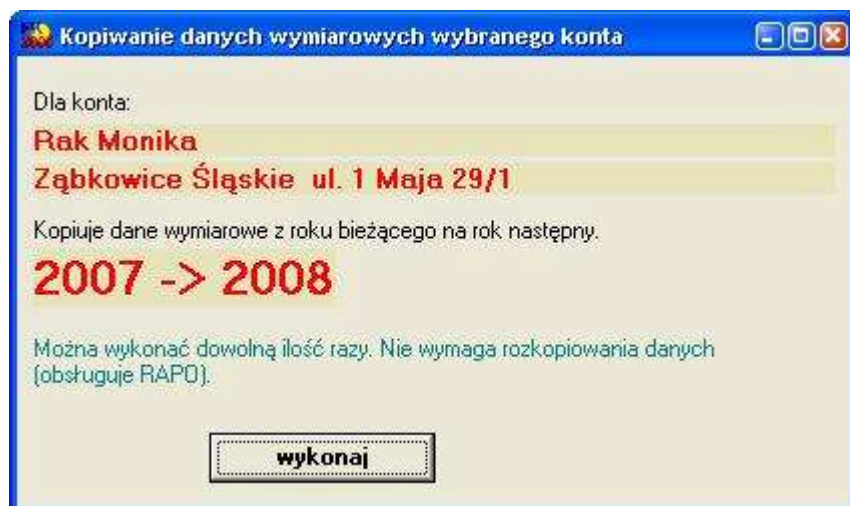 Kopiwanie danych wymiarowych wybranego konta
Dla konta:
Rak Monika
Ząbkowice Śląskie ul. 1 Maja 29/1
Kopiuje dane wymiarowe z roku bieżącego na rok następny.
2007 -> 2008
Można wykonać dowolną ilość razy. Nie wymaga rozkopiowania danych
(obsługuje RAPO).
wykonaj